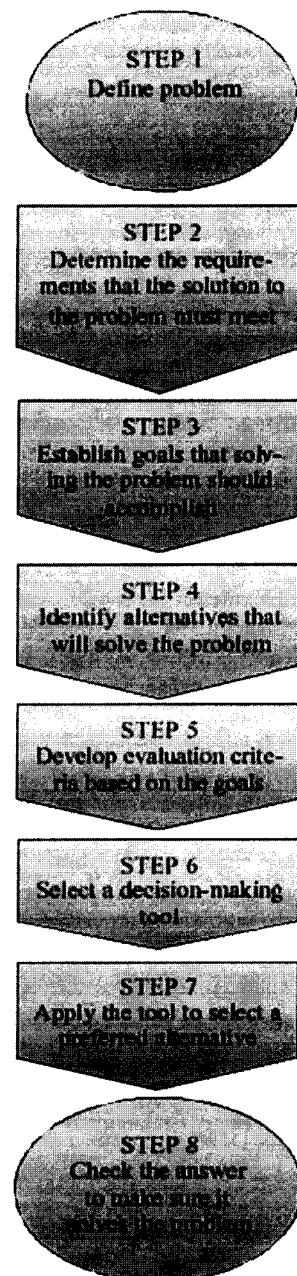 STEP 1
Define problem
STEP 2
Determine the require-
ments that the solution to
the problem must meet
STEP 3
Establish goals that solv-
ing the problem should
accomplish
STEP 4
Identify alternatives that
will solve the problem
STEP 5
Develop evaluation crite-
ria based on the goals
STEP 6
Select a decision-making
tool
STEP 7
Apply the tool to select a
preferred alternative
STEP 8
Check the answer
to make sure it
solves the problem